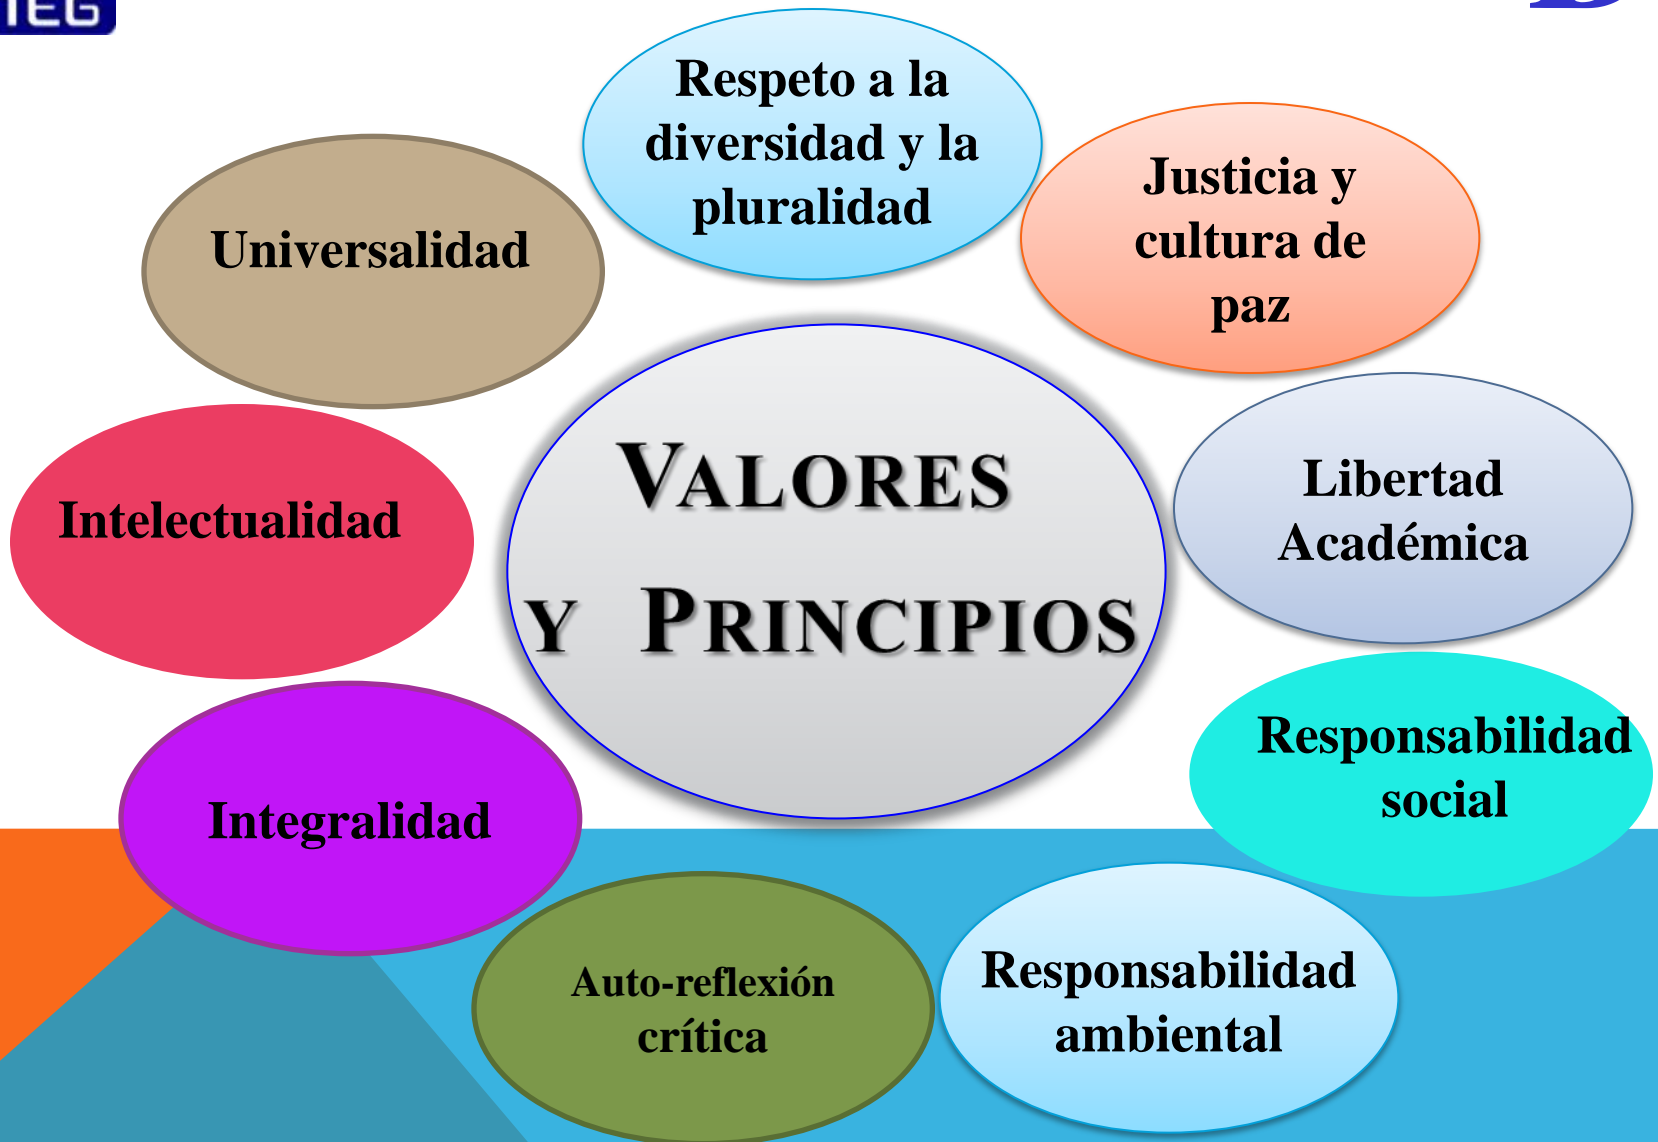 Respeto a la
diversidad y la
pluralidad
Justicia y
cultura de
paz
Universalidad
VALORES
Y PRINCIPIOS
Libertad
Académica
Intelectualidad
Responsabilidad
social
Integralidad
Responsabilidad
ambiental
Auto-reflexión
crítica